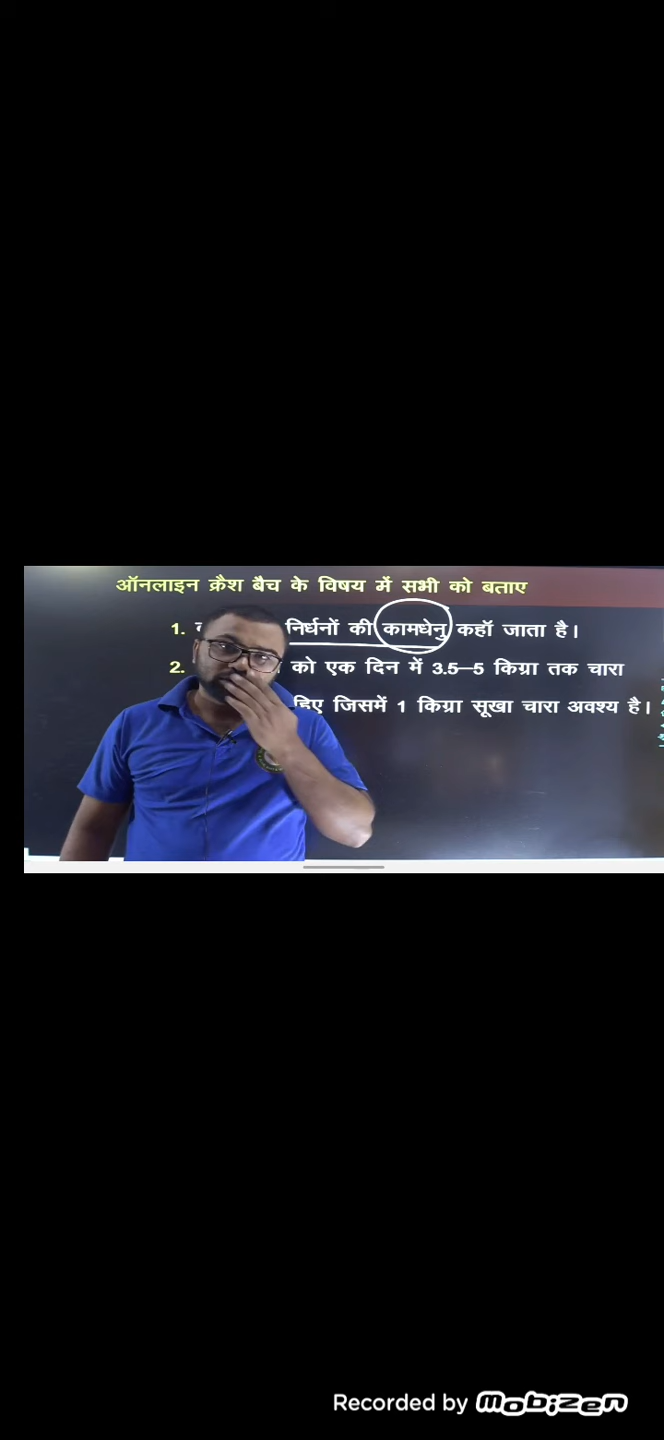 ऑनलाइन क्रैश बैच के विषय में सभी को बताए
1. निर्धनों की कामधेनु कहॉ जाता है।
2. को एक दिन में 3.5–5 किग्रा तक चारा
जिसमें 1 किग्रा सूखा चारा अवश्य है।
Recorded by Mobizen